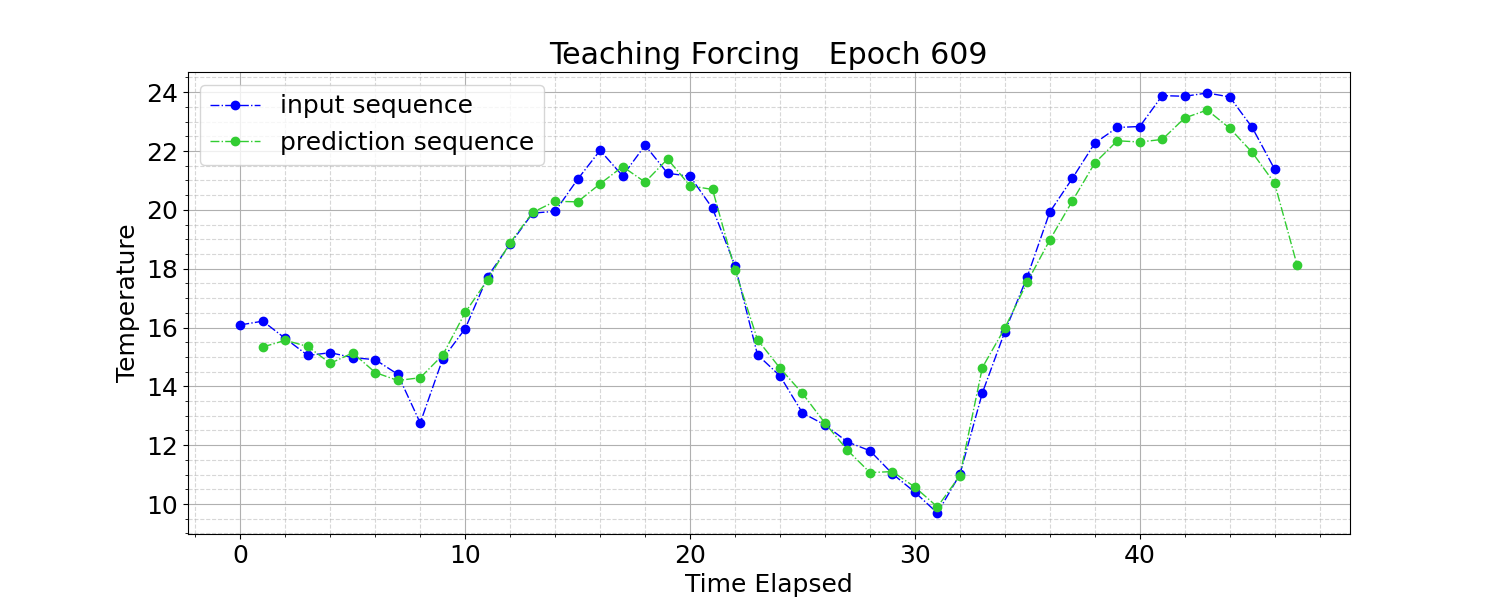 Teaching Forcing   Epoch 609
input sequence
prediction sequence
24
22
20
18
16
14
12
10
Temperature
0 10 20 30 40
Time Elapsed